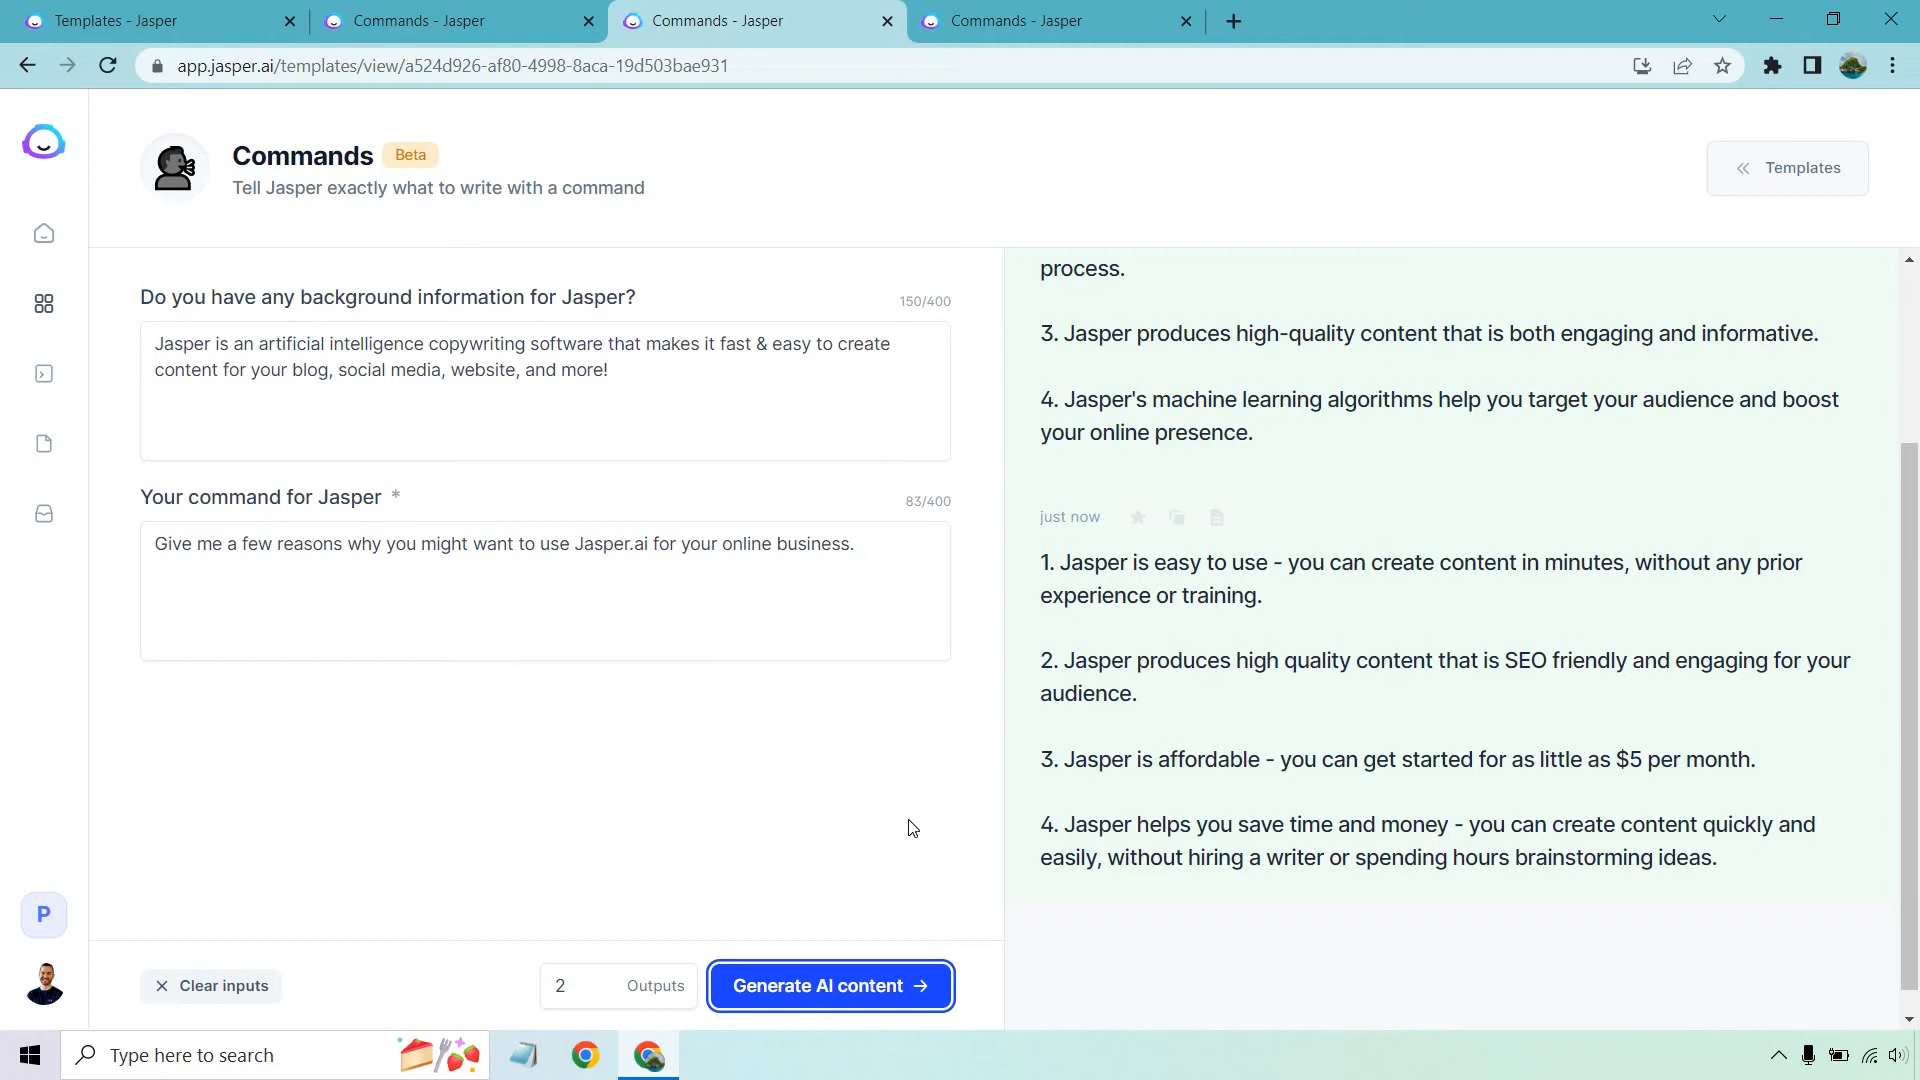 Templates - Jasper
Commands - Jasper
Commands - Jasper
Commands - Jasper
app.jasper.ai/templates/view/a524d926-af80-4998-8aca-19d503bae931
Commands
Beta
Tell Jasper exactly what to write with a command
Templates
Do you have any background information for Jasper?
150/400
Jasper is an artificial intelligence copywriting software that makes it fast & easy to create
content for your blog, social media, website, and more!
Your command for Jasper *
83/400
Give me a few reasons why you might want to use Jasper.ai for your online business.
Clear inputs
2
Outputs
Generate AI content →
process.
3. Jasper produces high-quality content that is both engaging and informative.
4. Jasper's machine learning algorithms help you target your audience and boost
your online presence.
just now
1. Jasper is easy to use - you can create content in minutes, without any prior
experience or training.
2. Jasper produces high quality content that is SEO friendly and engaging for your
audience.
3. Jasper is affordable - you can get started for as little as $5 per month.
4. Jasper helps you save time and money - you can create content quickly and
easily, without hiring a writer or spending hours brainstorming ideas.
P
Type here to search